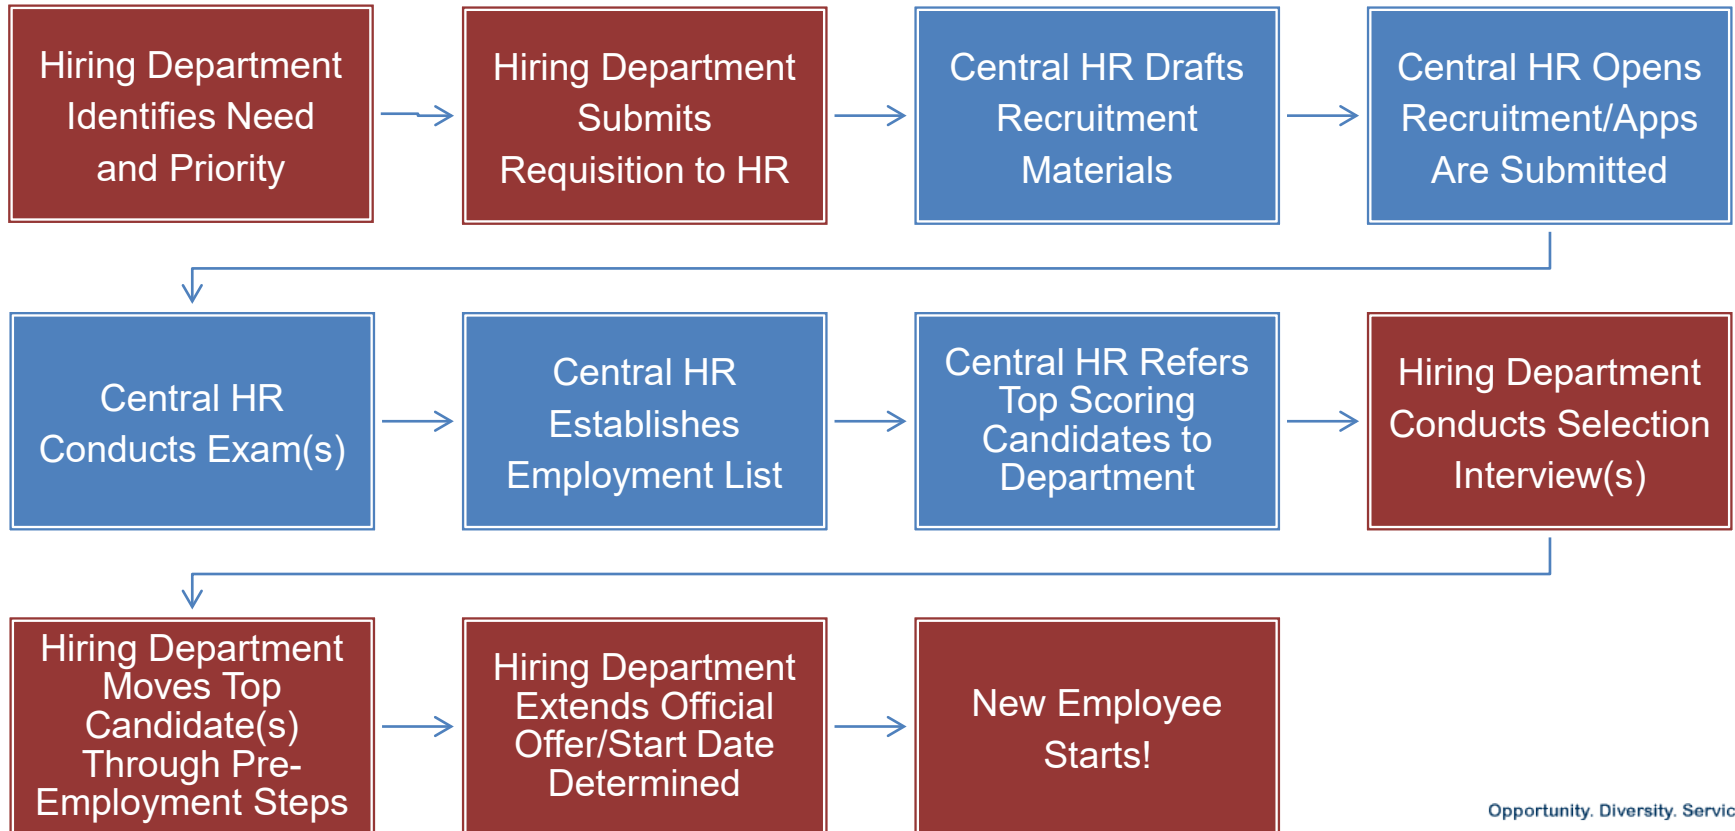 Hiring Department
Identifies Need
and Priority
Hiring Department
Submits
Requisition to HR
Central HR Drafts
Recruitment
Materials
Central HR Opens
Recruitment/Apps
Are Submitted
Central HR
Conducts Exam(s)
Central HR
Establishes
Employment List
Central HR Refers
Top Scoring
Candidates to
Department
Hiring Department
Conducts Selection
Interview(s)
Hiring Department
Moves Top
Candidate(s)
Through Pre-
Employment Steps
Hiring Department
Extends Official
Offer/Start Date
Determined
New Employee
Starts!
Opportunity. Diversity. Servic